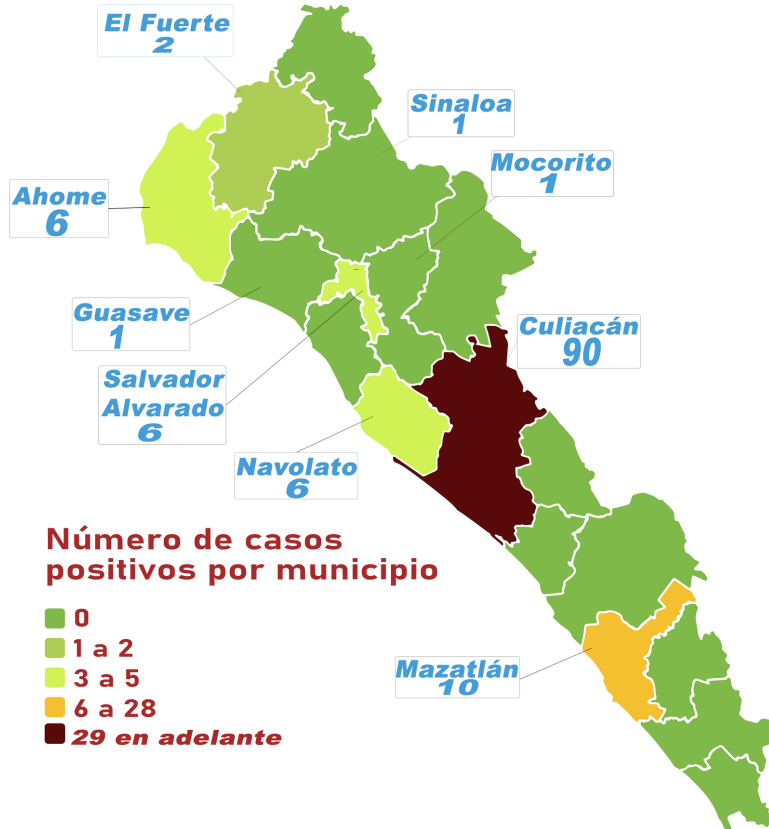 El Fuerte
2
Sinaloa
1
Mocorito
1
Ahome
6
Guasave
1
Culiacán
90
Salvador
Alvarado
6
Navolato
6
Mazatlán
10
Número de casos
positivos por municipio
0
1 a 2
3 a 5
6 a 28
29 en adelante